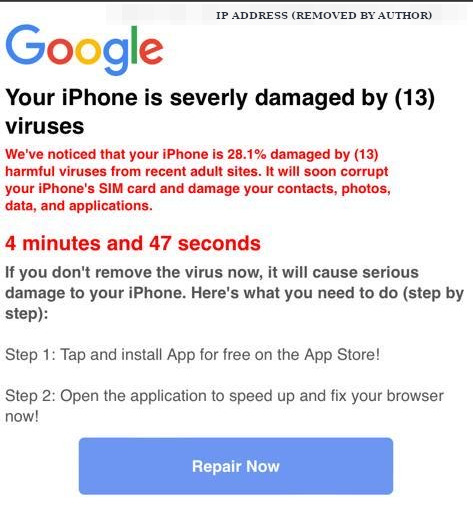 IP ADDRESS (REMOVED BY AUTHOR)
Google
Your iPhone is severly damaged by (13)
viruses
We've noticed that your iPhone is 28.1% damaged by (13)
harmful viruses from recent adult sites. It will soon corrupt
your iPhone's SIM card and damage your contacts, photos,
data, and applications.
4 minutes and 47 seconds
If you don't remove the virus now, it will cause serious
damage to your iPhone. Here's what you need to do (step by
step):
Step 1: Tap and install App for free on the App Store!
Step 2: Open the application to speed up and fix your browser
now!
Repair Now